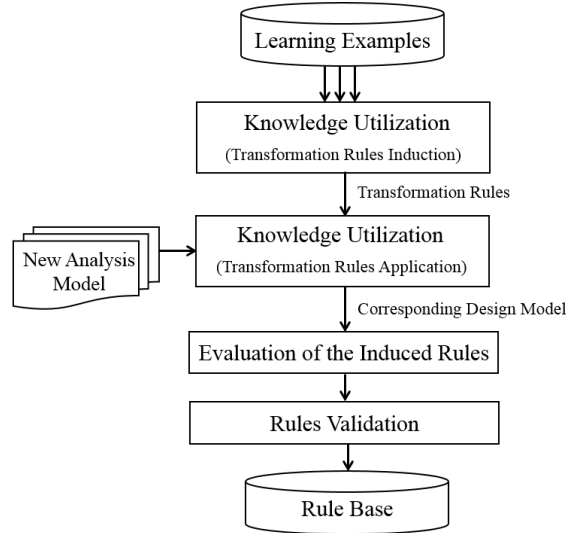 Learning Examples
Knowledge Utilization
(Transformation Rules Induction)
Transformation Rules
Knowledge Utilization
(Transformation Rules Application)
New Analysis
Model
Corresponding Design Model
Evaluation of the Induced Rules
Rules Validation
Rule Base